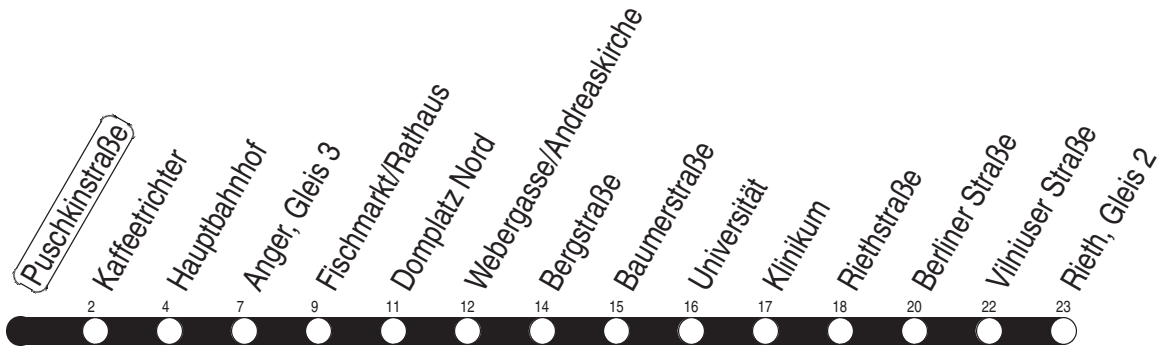 Puschkinstraße
Kaffeetrichter
Hauptbahnhof
Anger, Gleis 3
Fischmarkt/Rathaus
Domplatz Nord
Webergasse/Andreaskirche
Bergstraße
Baumerstraße
Universität
Klinikum
Riethstraße
Berliner Straße
Vilniuser Straße
Rieth, Gleis 2
2 4 7 9 11 12 14 15 16 17 18 20 22 23